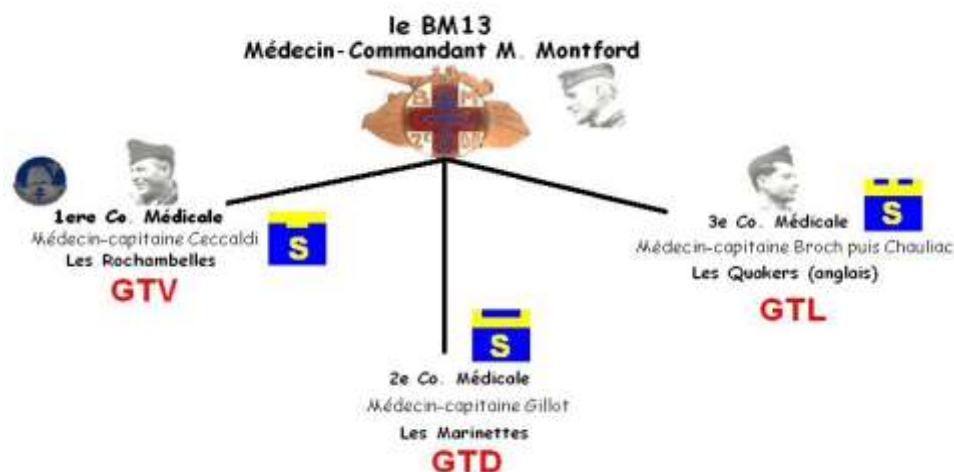 le BM13
Médecin-Commandant M. Montford
B M
1ere Co. Médicale
Médecin-capitaine Ceccaldi
Les Rochambelles
GTV
S
3e Co. Médicale
Médecin-capitaine Broch puis Chauliac
Les Quakers (anglais)
GTL
S
S
2e Co. Médicale
Médecin-capitaine Gillot
Les Marinettes
GTD